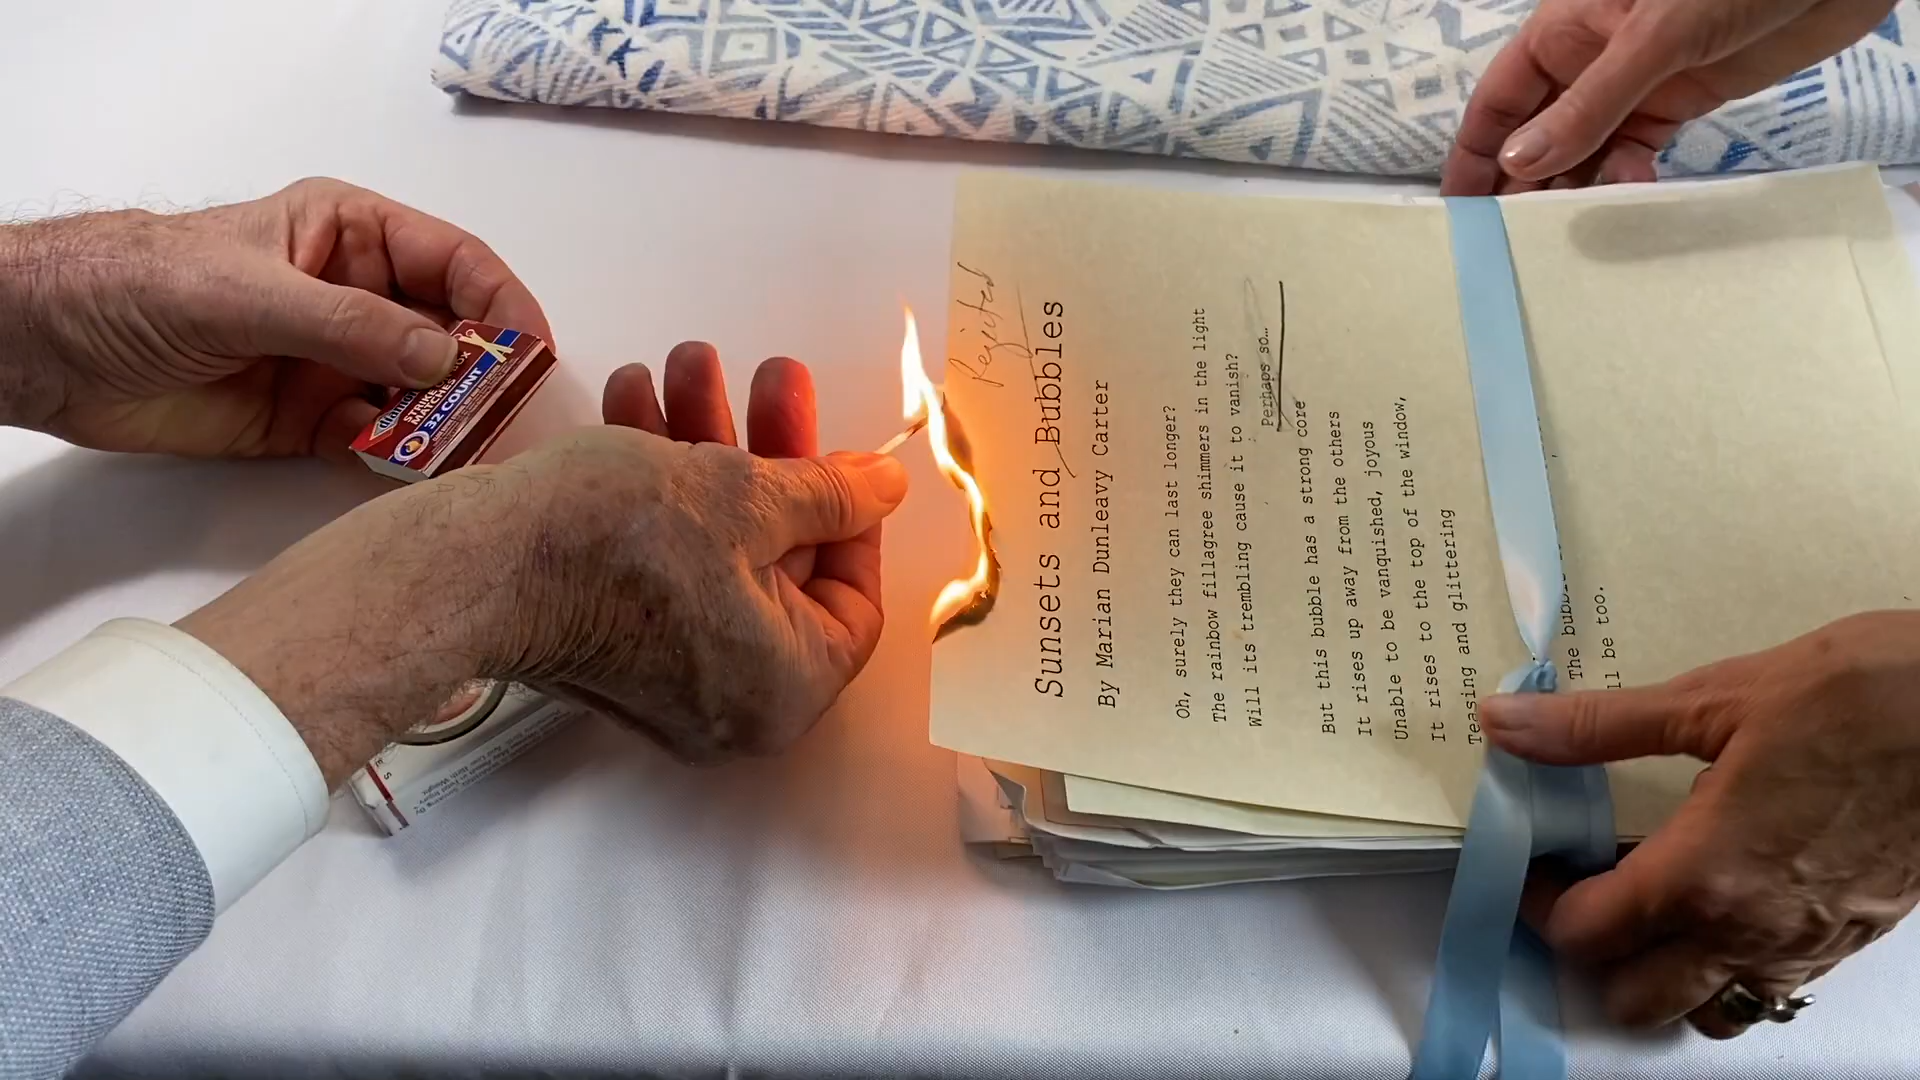 Rejected
Sunsets and Bubbles
By Marian Dunleavy Carter
Oh, surely they can last longer?
The rainbow fillagree shimmers in the light
Will its trembling cause it to vanish?
Perhaps so...
But this bubble has a strong core
It rises up away from the others
Unable to be vanquished, joyous
It rises to the top of the window,
Teasing and glittering
The bubb
ll be too.
STRIKE
MATCHES
32 COUNT